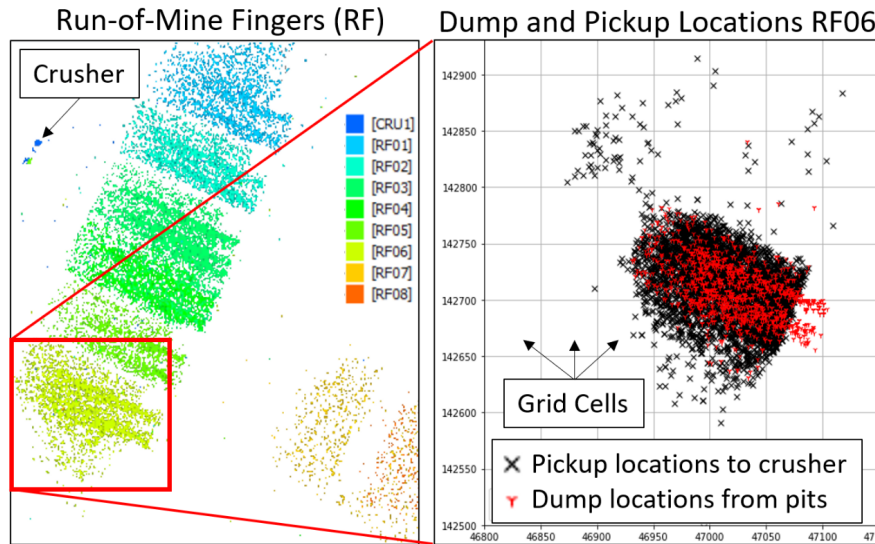 Run-of-Mine Fingers (RF)
Crusher
[CRU1]
[RF01]
[RF02]
[RF03]
[RF04]
[RF05]
[RF06]
[RF07]
[RF08]
Dump and Pickup Locations RF06
142900
142850
142800
142750
142700
142650
142600
142550
142500
Grid Cells
Pickup locations to crusher
Dump locations from pits
46800 46850 46900 46950 47000 47050 47100